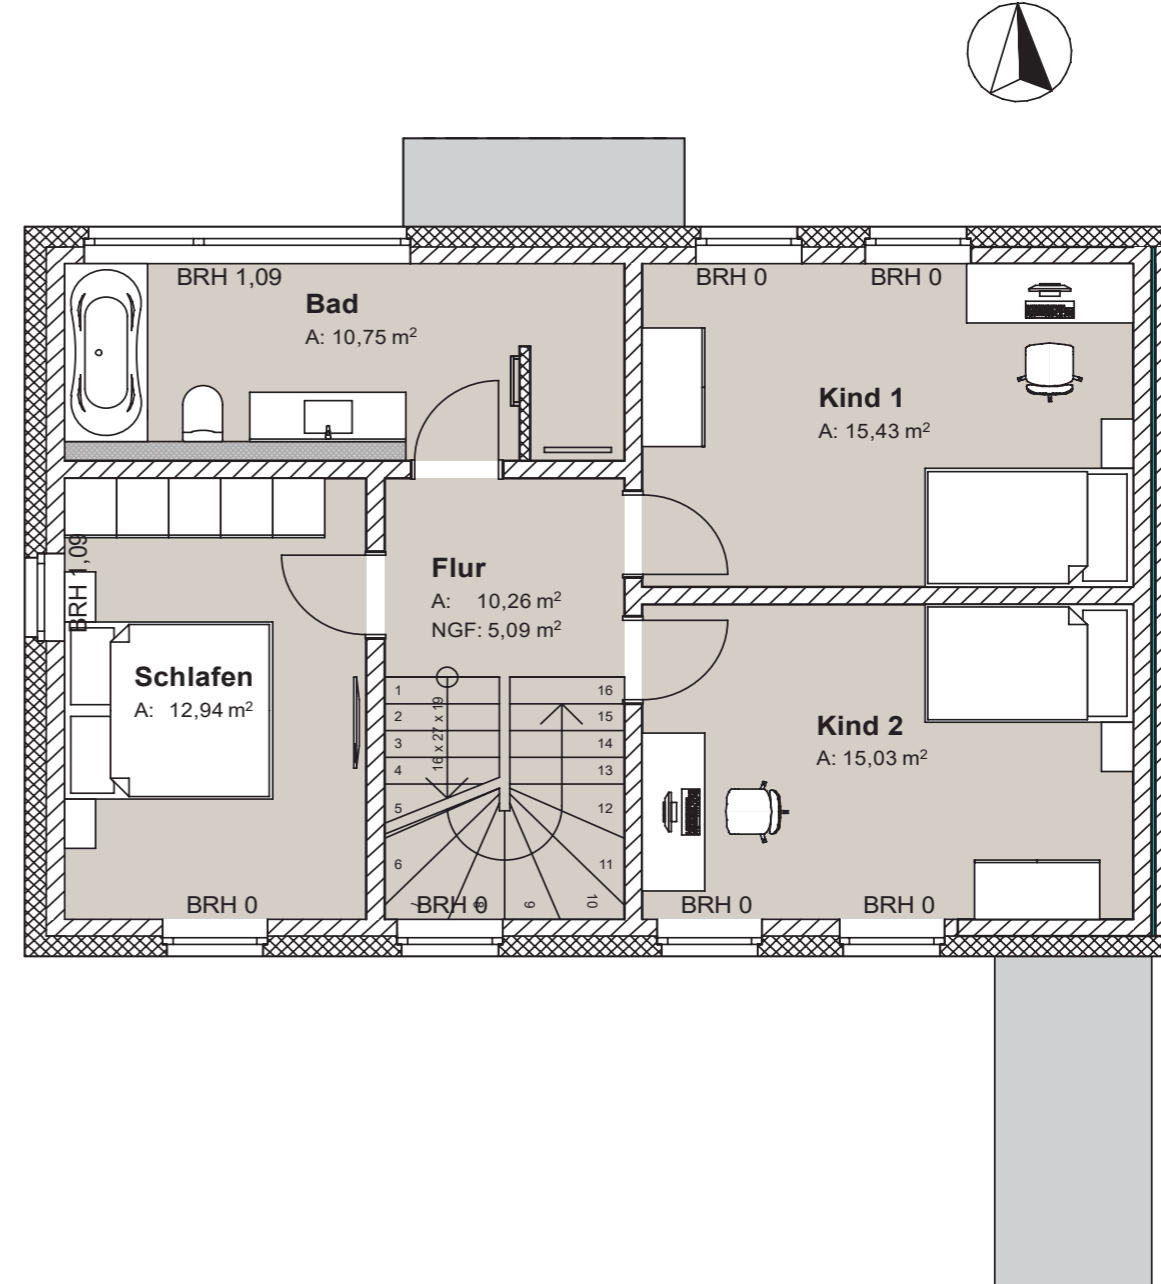 BRH 1,09
BRH 0
BRH 0
Bad
A: 10,75 m²
Kind 1
A: 15,43 m²
BRH 1,09
Flur
A: 10,26 m²
NGF: 5,09 m²
Schlafen
A: 12,94 m²
Kind 2
A: 15,03 m²
16 x 27 x 19
1
2
3
4
5
6
7
8
9
10
11
12
13
14
15
16
BRH 0
BRH 0
BRH 0
BRH 0